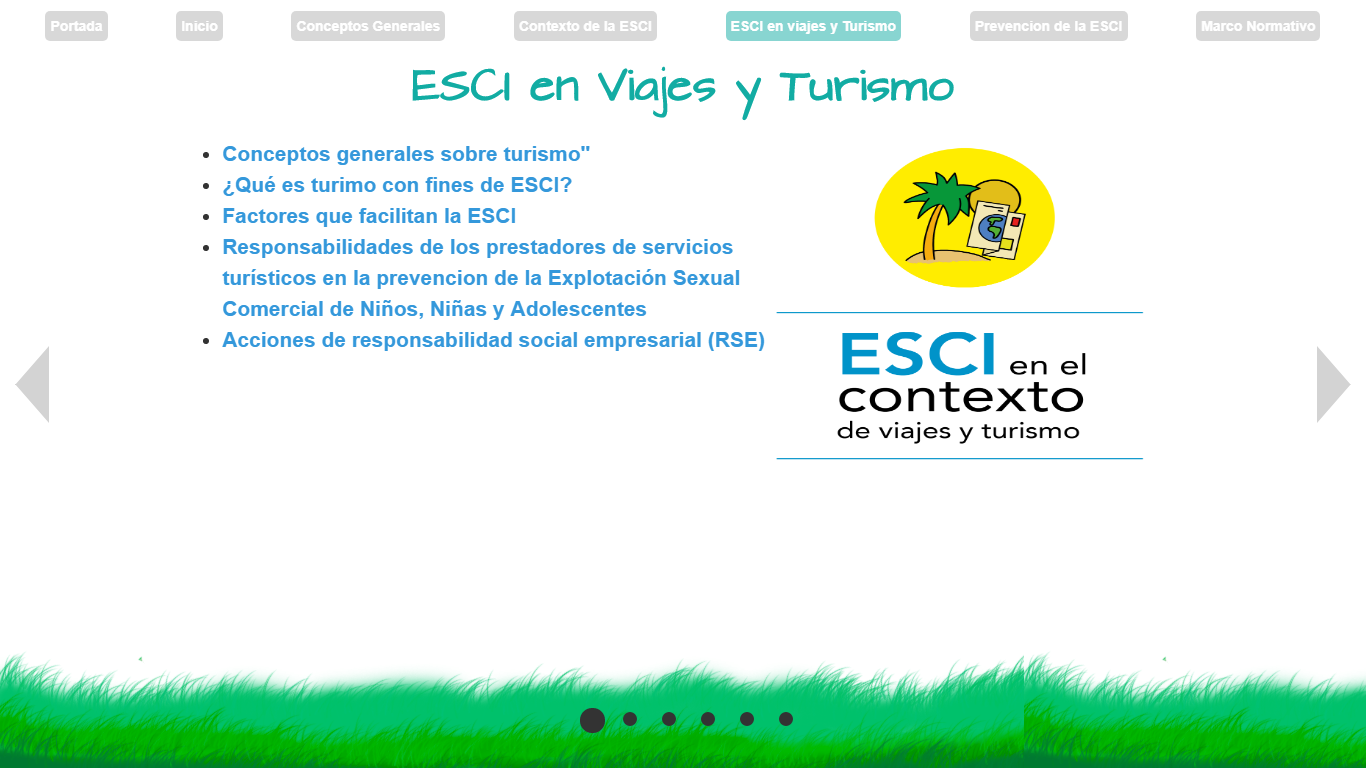 Portada
Inicio
Conceptos Generales
Contexto de la ESCI
ESCI en viajes y Turismo
Prevencion de la ESCI
Marco Normativo
ESCI en Viajes y Turismo
Conceptos generales sobre turismo"
¿Qué es turimo con fines de ESCI?
Factores que facilitan la ESCI
Responsabilidades de los prestadores de servicios
turísticos en la prevencion de la Explotación Sexual
Comercial de Niños, Niñas y Adolescentes
Acciones de responsabilidad social empresarial (RSE)
ESCI en el
contexto
de viajes y turismo